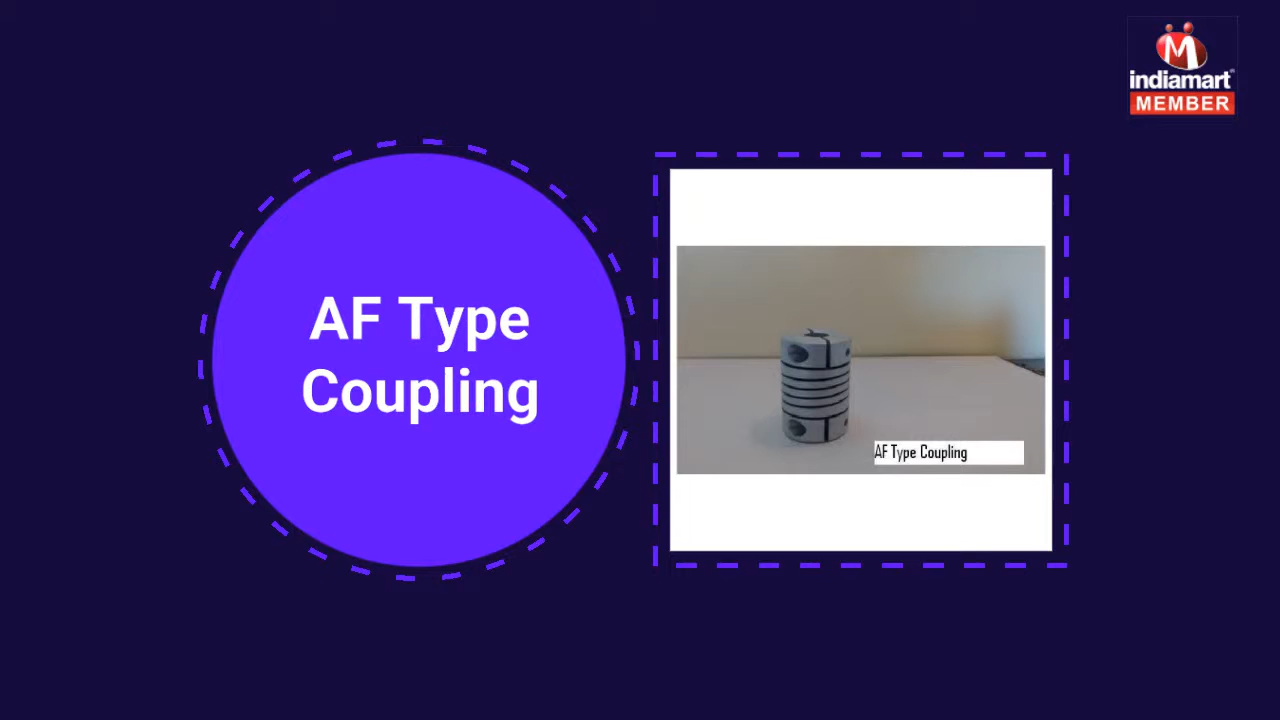 indiamart
MEMBER
AF Type
Coupling
AF Type Coupling